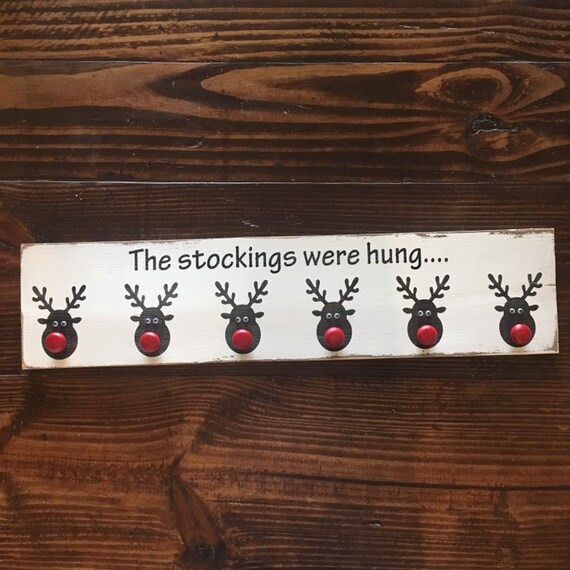 The stockings were hung....